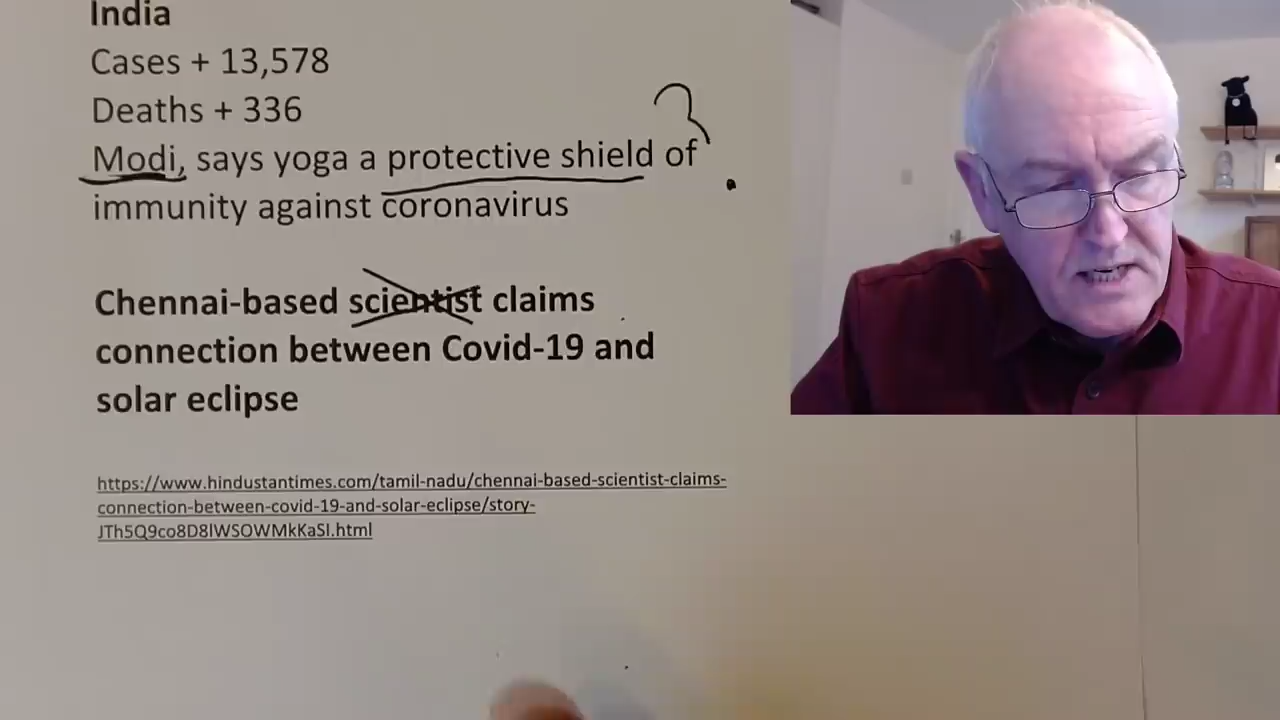 India
Cases + 13,578
Deaths + 336
Modi, says yoga a protective shield of ?
immunity against coronavirus
Chennai-based scientist claims
connection between Covid-19 and
solar eclipse
https://www.hindustantimes.com/tamil-nadu/chennai-based-scientist-claims-
connection-between-covid-19-and-solar-eclipse/story-
JTh5Q9co8D8lWSOWMkKaSI.html